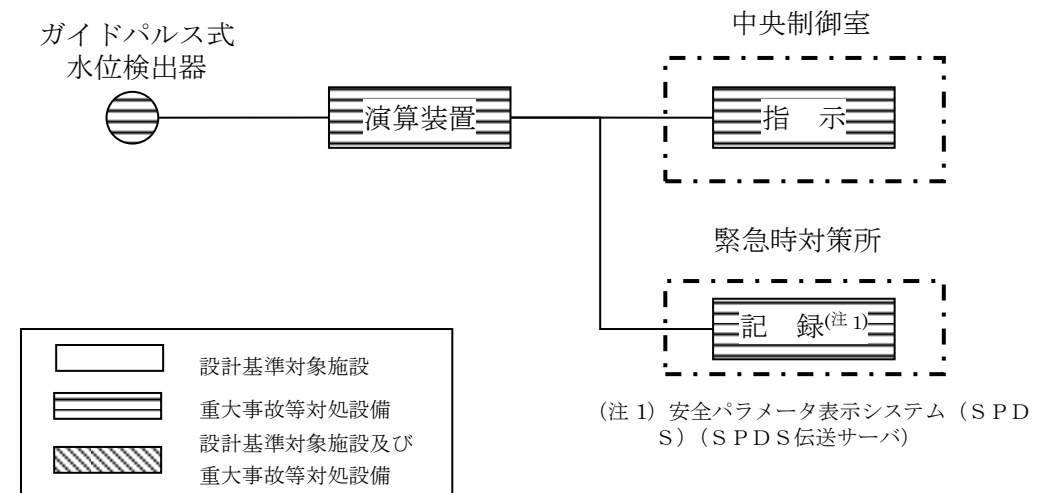 中央制御室
ガイドパルス式
水位検出器
演算装置
指　示
緊急時対策所
記　録(注 1)
設計基準対象施設
重大事故等対処設備
設計基準対象施設及び
重大事故等対処設備
（注 1）安全パラメータ表示システム（ＳＰＤ
Ｓ）（ＳＰＤＳ伝送サーバ）